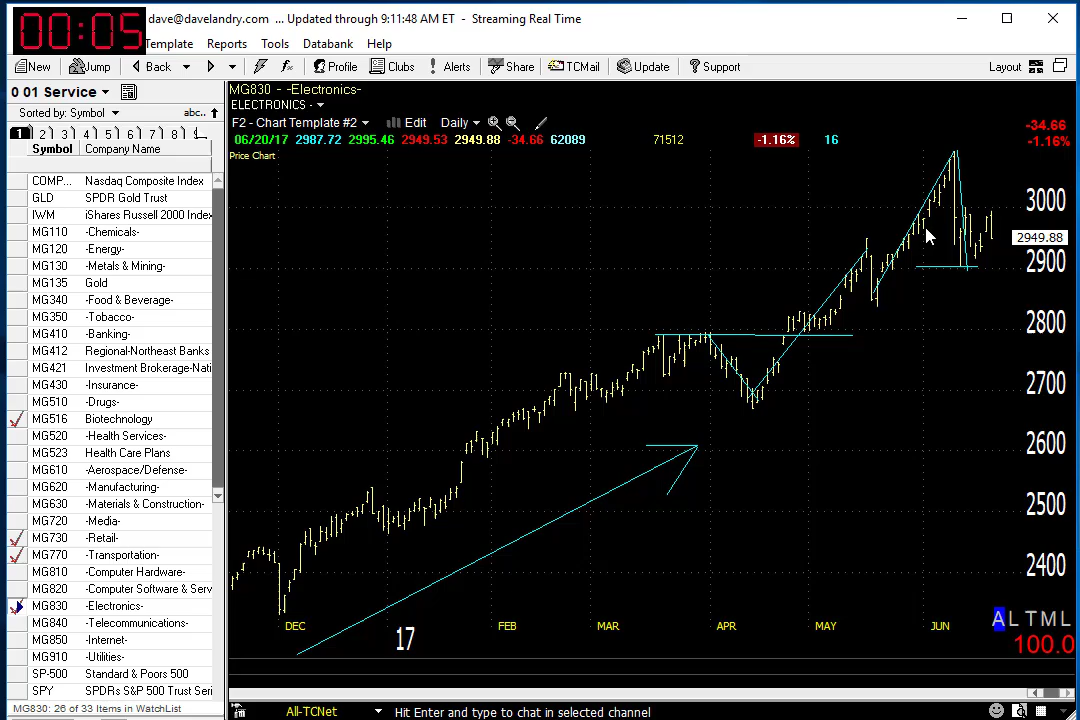 00:05
dave@davelandry.com ... Updated through 9:11:48 AM ET - Streaming Real Time
Template Reports Tools Databank Help
New Jump Back Profile Clubs Alerts Share TCMail Update Support Layout
0 01 Service
Sorted by: Symbol abc..
1 2 3 4 5 6 7 8
Symbol Company Name
COMP... Nasdaq Composite Index
GLD SPDR Gold Trust
IWM iShares Russell 2000 Index
MG110 -Chemicals-
MG120 -Energy-
MG130 -Metals & Mining-
MG135 Gold
MG340 -Food & Beverage-
MG350 -Tobacco-
MG410 -Banking-
MG412 Regional-Northeast Banks
MG421 Investment Brokerage-Nati
MG430 -Insurance-
MG510 -Drugs-
MG516 Biotechnology
MG520 -Health Services-
MG523 Health Care Plans
MG610 -Aerospace/Defense-
MG620 -Manufacturing-
MG630 -Materials & Construction-
MG720 -Media-
MG730 -Retail-
MG770 -Transportation-
MG810 -Computer Hardware-
MG820 -Computer Software & Serv
MG830 -Electronics-
MG840 -Telecommunications-
MG850 -Internet-
MG910 -Utilities-
SP-500 Standard & Poors 500
SPY SPDRs S&P 500 Trust Seri
MG830: 26 of 33 Items in WatchList
MG830 - -Electronics-
ELECTRONICS -
F2 - Chart Template #2 Edit Daily
06/20/17 2987.72 2995.46 2949.53 2949.88 -34.66 62089 71512 -1.16% 16
-34.66
-1.16%
Price Chart
3000
2949.88
2900
2800
2700
2600
2500
2400
DEC 17 FEB MAR APR MAY JUN
A L T M L
100.0
All-TCNet Hit Enter and type to chat in selected channel